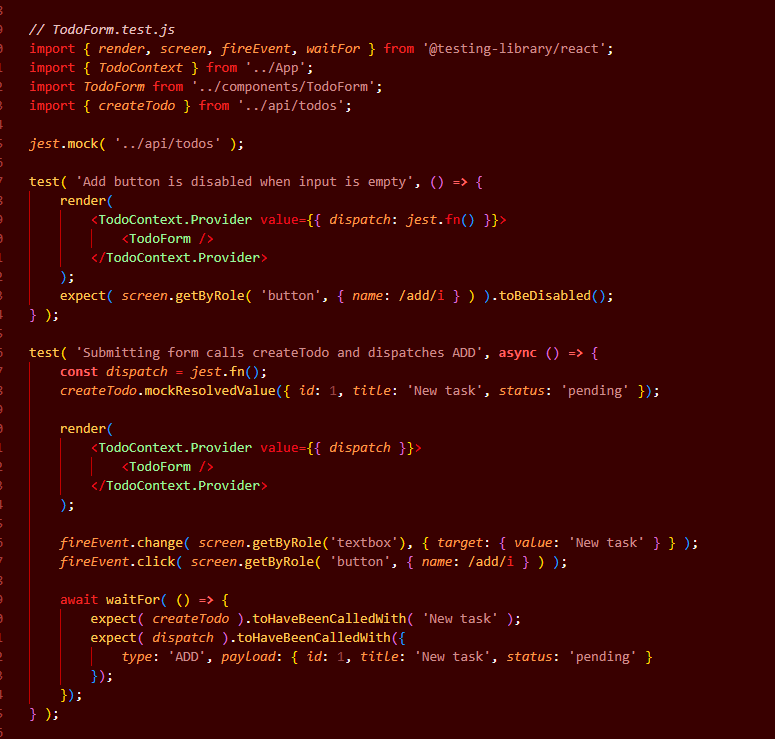 // TodoForm.test.js
import { render, screen, fireEvent, waitFor } from '@testing-library/react';
import { TodoContext } from '../App';
import TodoForm from '../components/TodoForm';
import { createTodo } from '../api/todos';
jest.mock( '../api/todos' );
test( 'Add button is disabled when input is empty', () => {
render(
<TodoContext.Provider value={{ dispatch: jest.fn() }}>
<TodoForm />
</TodoContext.Provider>
);
expect( screen.getByRole( 'button', { name: /add/i } ) ).toBeDisabled();
} );
test( 'Submitting form calls createTodo and dispatches ADD', async () => {
const dispatch = jest.fn();
createTodo.mockResolvedValue({ id: 1, title: 'New task', status: 'pending' });
render(
<TodoContext.Provider value={{ dispatch }}>
<TodoForm />
</TodoContext.Provider>
);
fireEvent.change( screen.getByRole('textbox'), { target: { value: 'New task' } } );
fireEvent.click( screen.getByRole( 'button', { name: /add/i } ) );
await waitFor( () => {
expect( createTodo ).toHaveBeenCalledWith( 'New task' );
expect( dispatch ).toHaveBeenCalledWith({
type: 'ADD', payload: { id: 1, title: 'New task', status: 'pending' }
});
});
} );